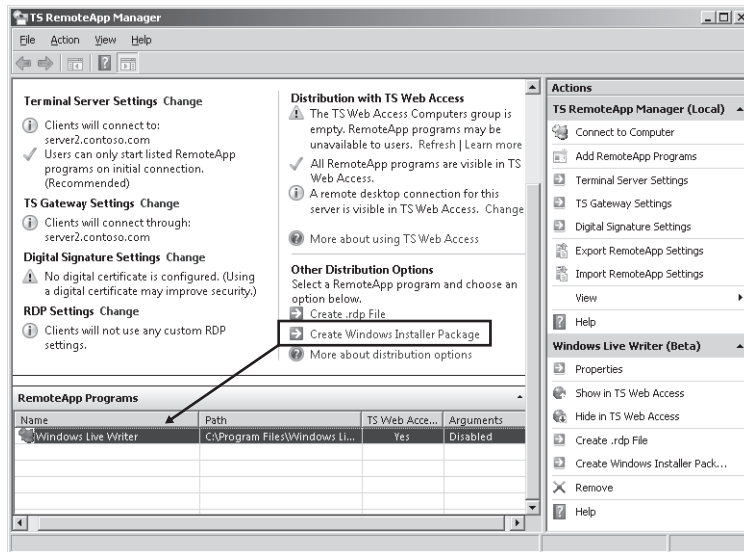 TS RemoteApp Manager
File Action View Help
Terminal Server Settings Change
Clients will connect to:
server2.contoso.com
Users can only start listed RemoteApp
programs on initial connection.
(Recommended)
TS Gateway Settings Change
Clients will connect through:
server2.contoso.com
Digital Signature Settings Change
No digital certificate is configured. (Using
a digital certificate may improve security.)
RDP Settings Change
Clients will not use any custom RDP
settings.
Distribution with TS Web Access
The TS Web Access Computers group is
empty. RemoteApp programs may be
unavailable to users. Refresh | Learn more
All RemoteApp programs are visible in TS
Web Access.
A remote desktop connection for this
server is visible in TS Web Access. Change
More about using TS Web Access
Other Distribution Options
Select a RemoteApp program and choose an
option below.
Create .rdp File
Create Windows Installer Package
More about distribution options
RemoteApp Programs
Name Path TS Web Acce... Arguments
Windows Live Writer C:\Program Files\Windows Li... Yes Disabled
Actions
TS RemoteApp Manager (Local)
Connect to Computer
Add RemoteApp Programs
Terminal Server Settings
TS Gateway Settings
Digital Signature Settings
Export RemoteApp Settings
Import RemoteApp Settings
View
Help
Windows Live Writer (Beta)
Properties
Show in TS Web Access
Hide in TS Web Access
Create .rdp File
Create Windows Installer Pack...
Remove
Help